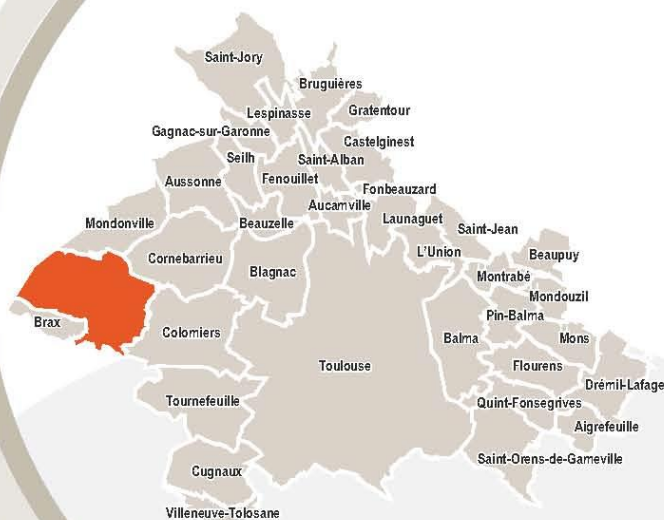 Saint-Jory
Bruguières
Lespinasse
Gratentour
Gagnac-sur-Garonne
Castelginest
Seilh
Saint-Alban
Aussonne
Fenouillet
Fonbeauzard
Aucamville
Launaguet
Mondonville
Beauzelle
Saint-Jean
L'Union
Beaupuy
Cornebarrieu
Blagnac
Montrabé
Mondouzil
Brax
Pin-Balma
Colomiers
Balma
Mons
Toulouse
Flourens
Drémil-Lafage
Tournefeuille
Quint-Fonsegrives
Aigrefeuille
Saint-Orens-de-Gameville
Cugnaux
Villeneuve-Tolosane